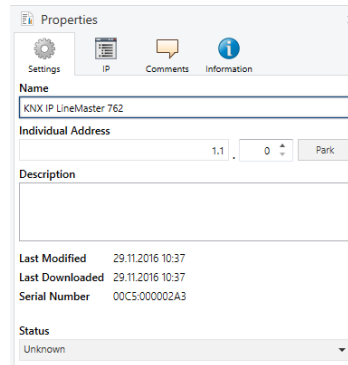 Properties
Settings IP Comments Information
Name
KNX IP LineMaster 762
Individual Address
1.1 . 0 Park
Description
Last Modified 29.11.2016 10:37
Last Downloaded 29.11.2016 10:37
Serial Number 00C5:000002A3
Status
Unknown